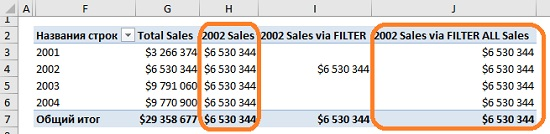 A F G H I J
1
2 Названия строк Total Sales 2002 Sales 2002 Sales via FILTER 2002 Sales via FILTER ALL Sales
3 2001 $3 266 374 $6 530 344 $6 530 344
4 2002 $6 530 344 $6 530 344 $6 530 344 $6 530 344
5 2003 $9 791 060 $6 530 344 $6 530 344
6 2004 $9 770 900 $6 530 344 $6 530 344
7 Общий итог $29 358 677 $6 530 344 $6 530 344 $6 530 344